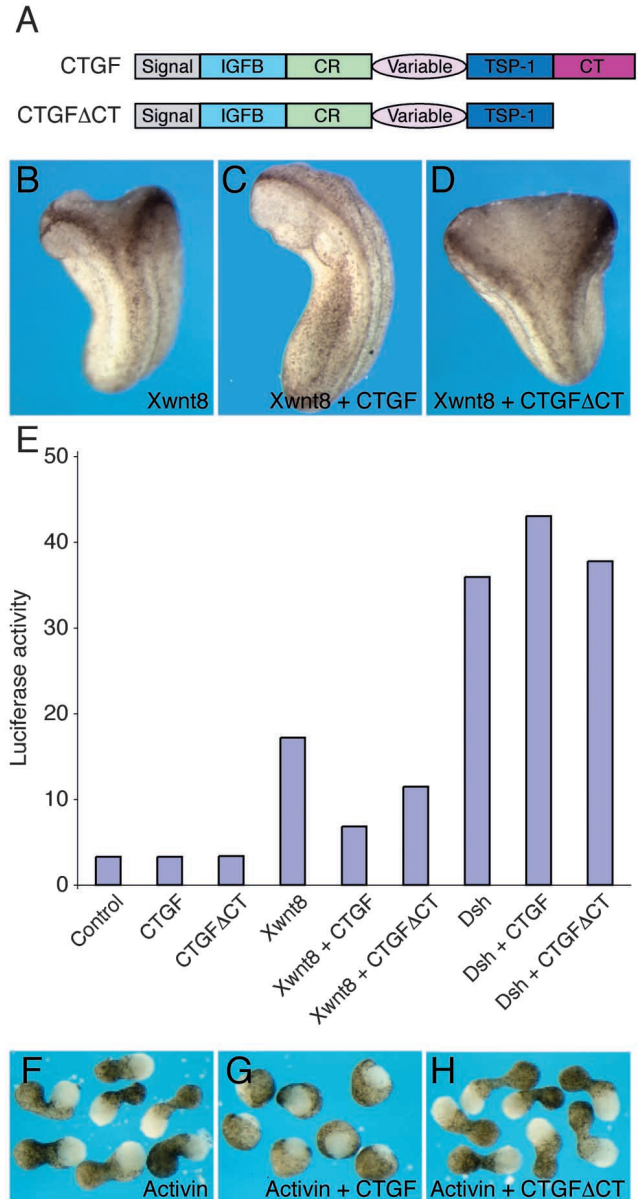 A
CTGF Signal IGFB CR Variable TSP-1 CT
CTGFΔCT Signal IGFB CR Variable TSP-1
B
Xwnt8
C
Xwnt8 + CTGF
D
Xwnt8 + CTGFΔCT
E
Luciferase activity
50
40
30
20
10
0
Control
CTGF
CTGFΔCT
Xwnt8
Xwnt8 + CTGF
Xwnt8 + CTGFΔCT
Dsh
Dsh + CTGF
Dsh + CTGFΔCT
F
Activin
G
Activin + CTGF
H
Activin + CTGFΔCT